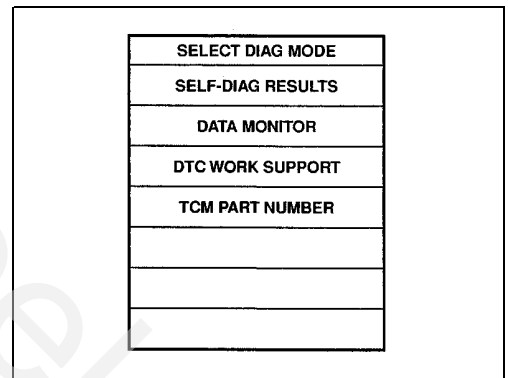 SELECT DIAG MODE
SELF-DIAG RESULTS
DATA MONITOR
DTC WORK SUPPORT
TCM PART NUMBER